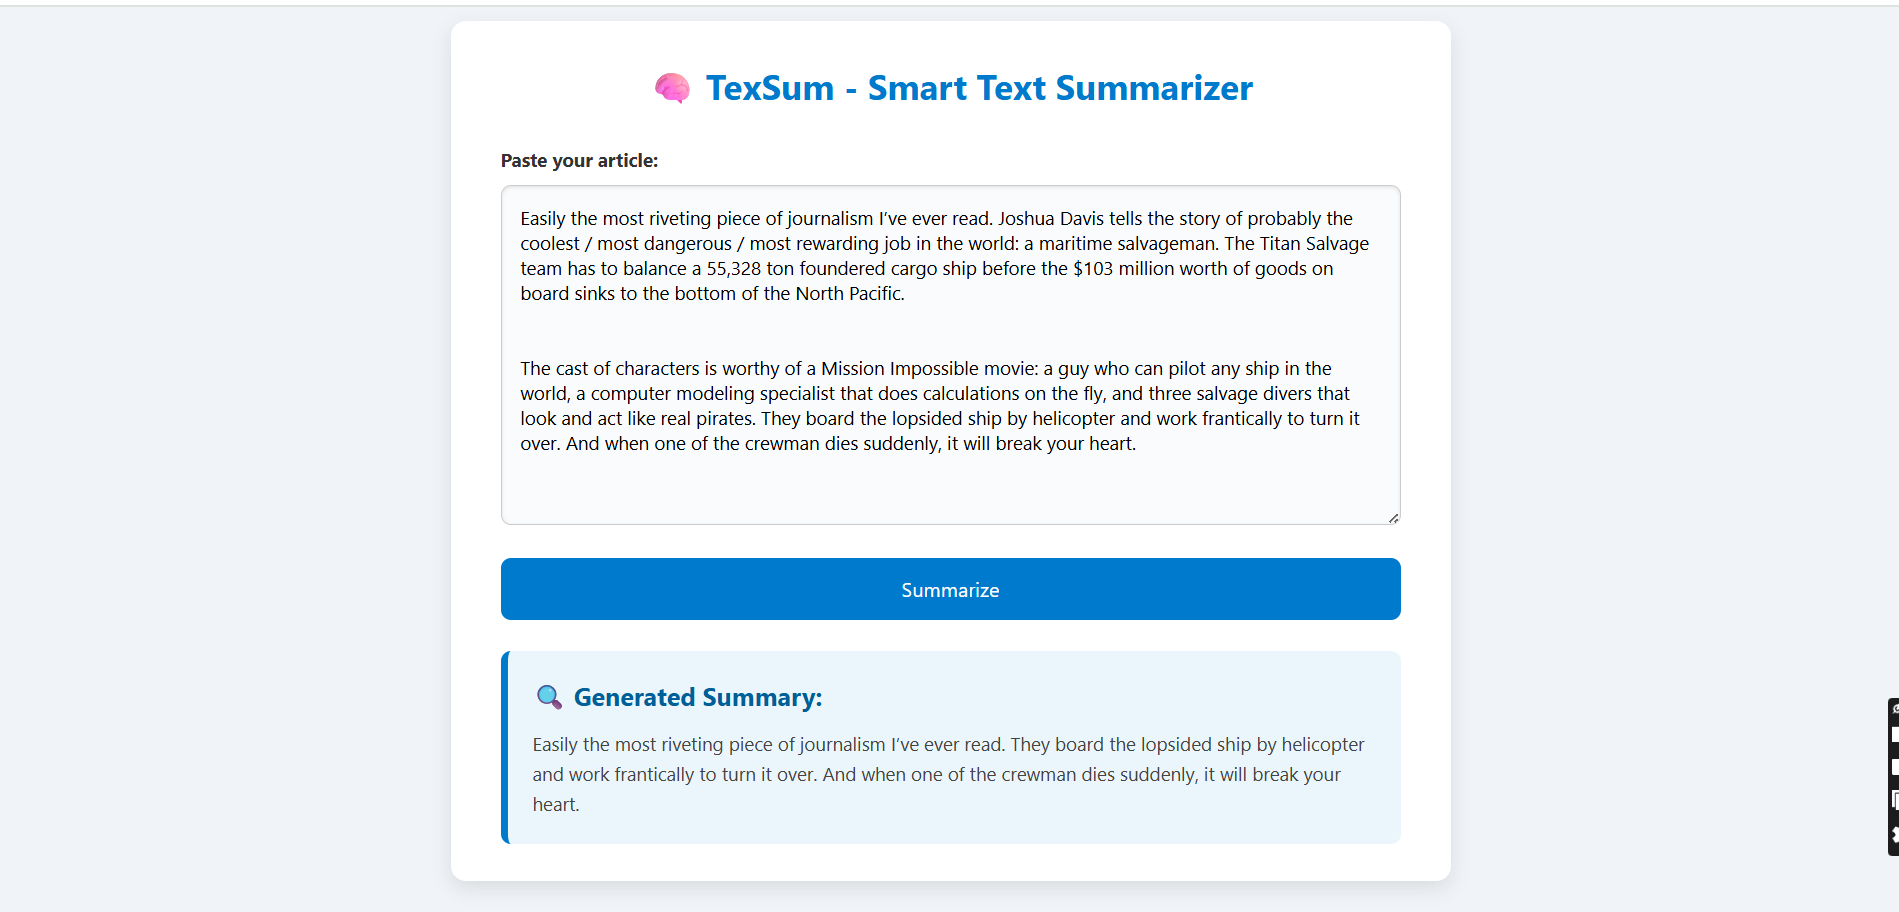 TexSum - Smart Text Summarizer
Paste your article:
Easily the most riveting piece of journalism I’ve ever read. Joshua Davis tells the story of probably the
coolest / most dangerous / most rewarding job in the world: a maritime salvageman. The Titan Salvage
team has to balance a 55,328 ton foundered cargo ship before the $103 million worth of goods on
board sinks to the bottom of the North Pacific.
The cast of characters is worthy of a Mission Impossible movie: a guy who can pilot any ship in the
world, a computer modeling specialist that does calculations on the fly, and three salvage divers that
look and act like real pirates. They board the lopsided ship by helicopter and work frantically to turn it
over. And when one of the crewman dies suddenly, it will break your heart.
Summarize
Generated Summary:
Easily the most riveting piece of journalism I’ve ever read. They board the lopsided ship by helicopter
and work frantically to turn it over. And when one of the crewman dies suddenly, it will break your
heart.